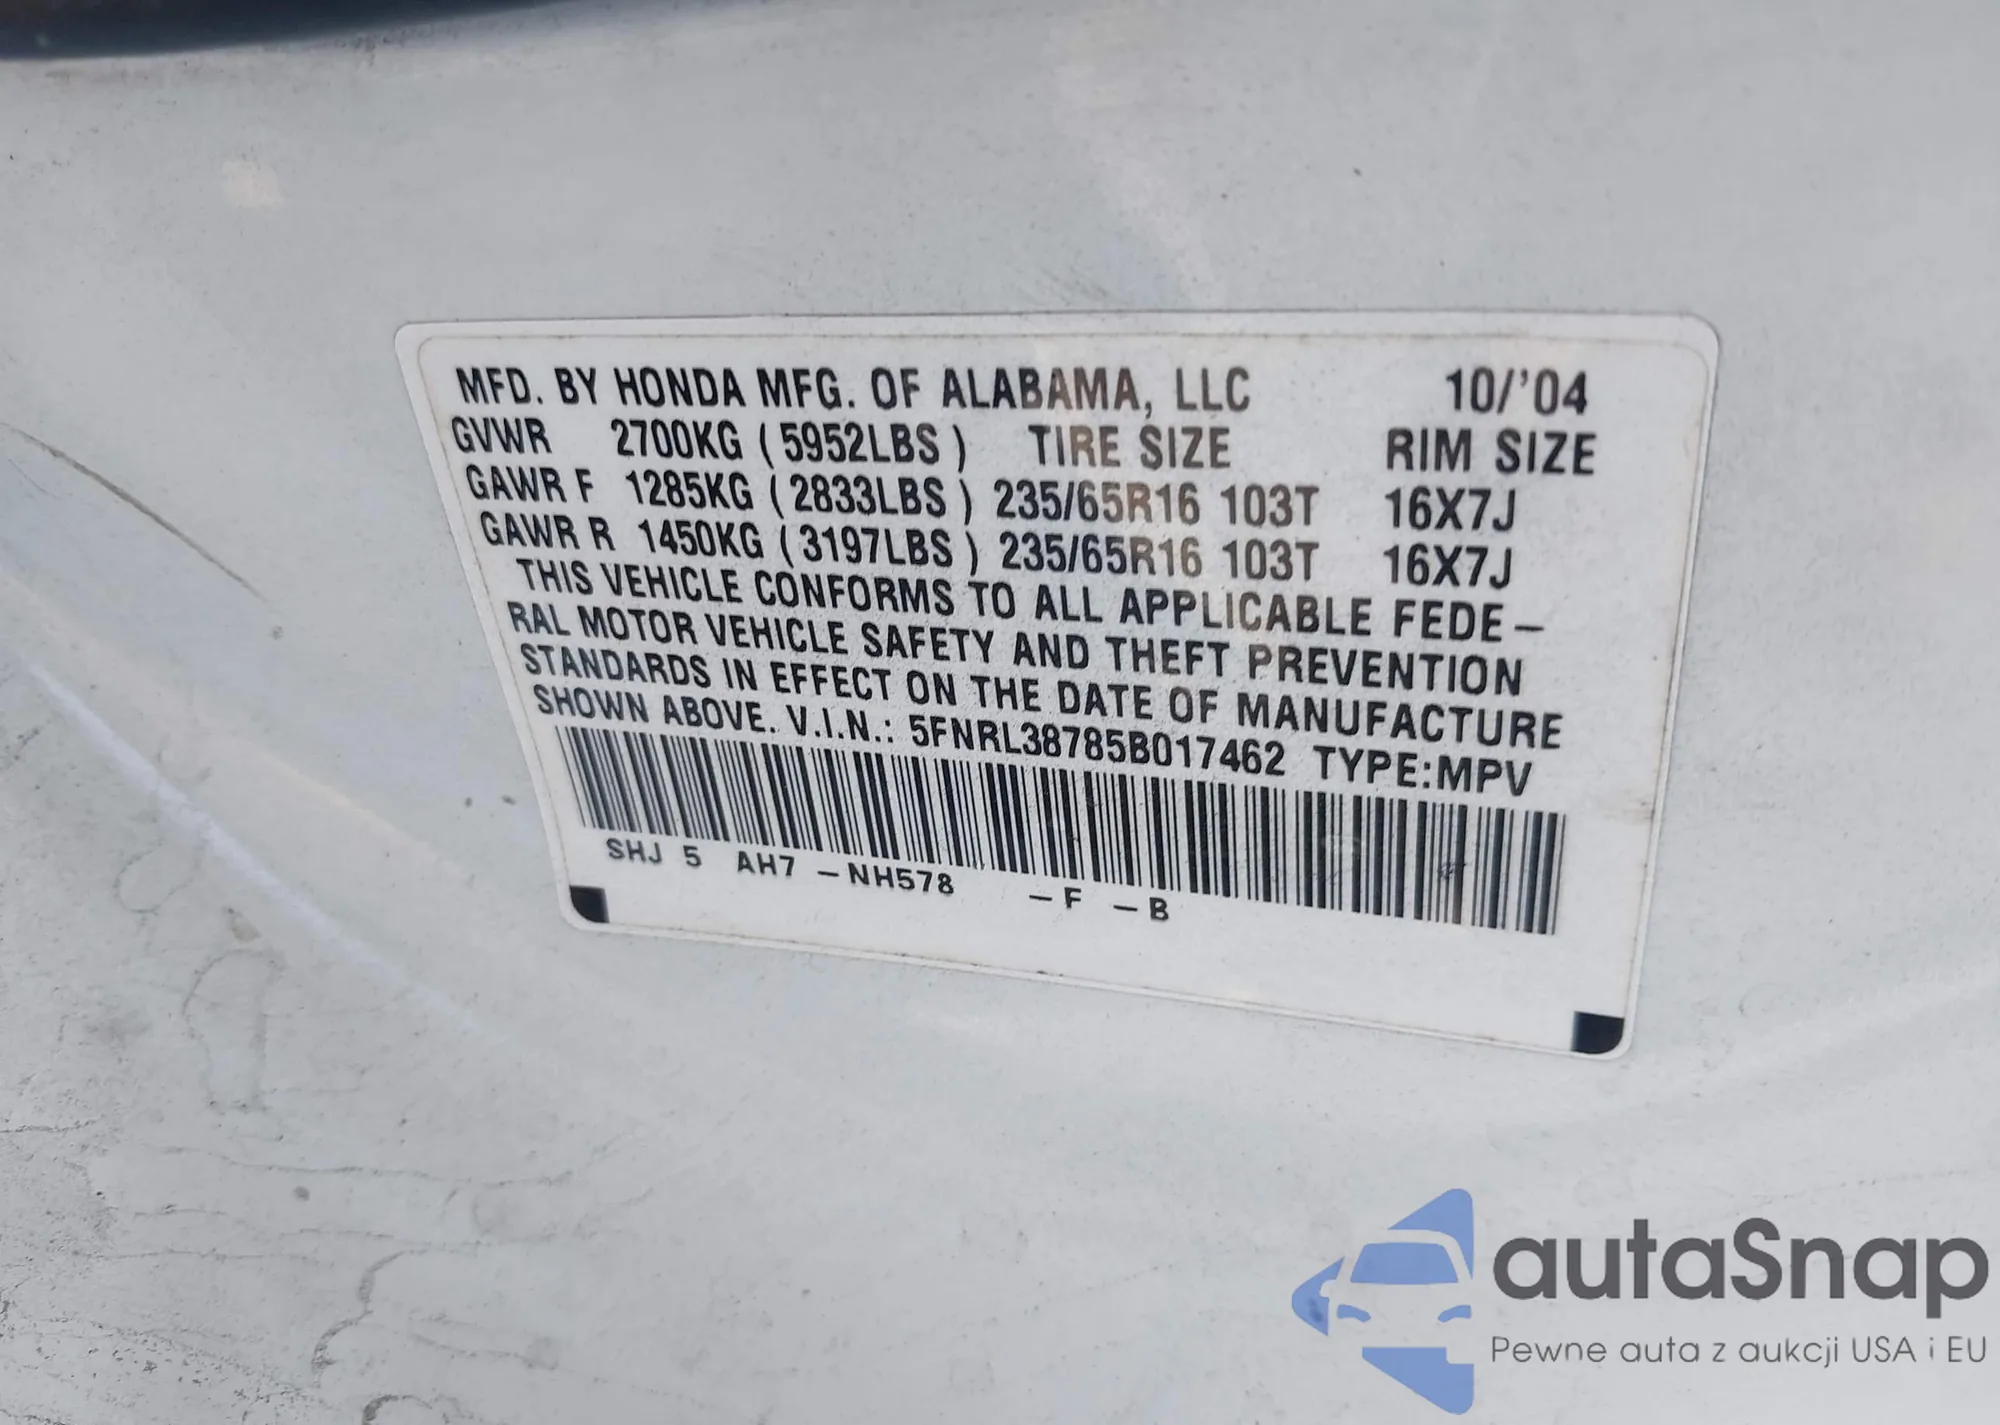 MFD. BY HONDA MFG. OF ALABAMA, LLC 10/'04
GVWR 2700KG (5952LBS) TIRE SIZE RIM SIZE
GAWR F 1285KG (2833LBS) 235/65R16 103T 16X7J
GAWR R 1450KG (3197LBS) 235/65R16 103T 16X7J
THIS VEHICLE CONFORMS TO ALL APPLICABLE FEDE-
RAL MOTOR VEHICLE SAFETY AND THEFT PREVENTION
STANDARDS IN EFFECT ON THE DATE OF MANUFACTURE
SHOWN ABOVE. V.I.N.: 5FNRL38785B017462 TYPE:MPV
SHJ 5 AH7 -NH578 -F -B
autaSnap
Pewne auta z aukcji USA i EU